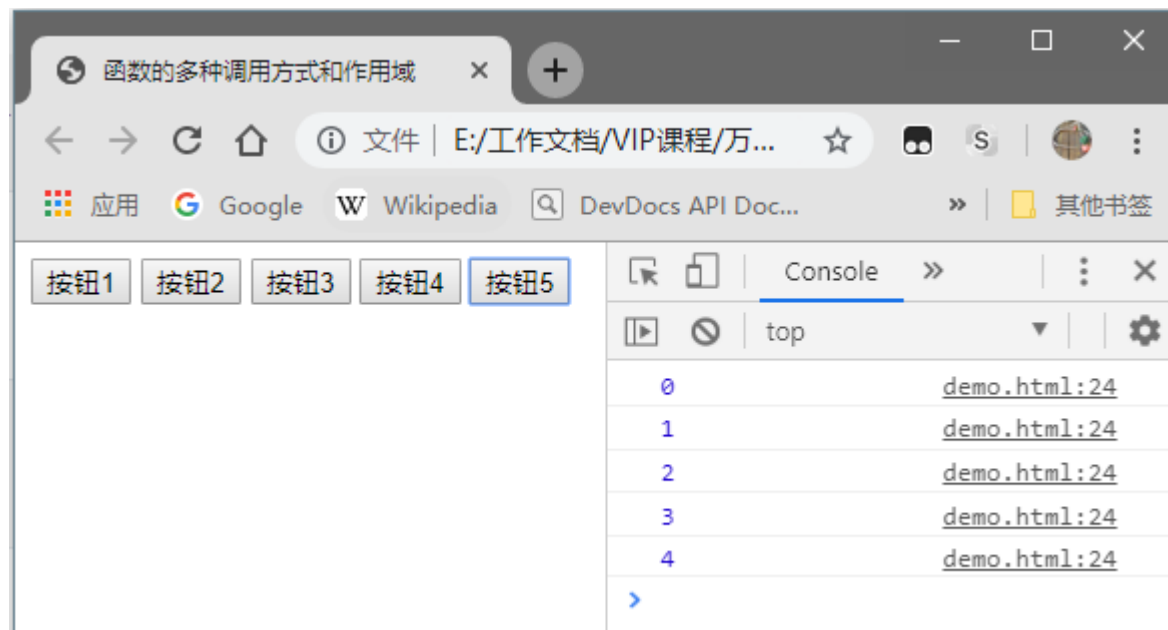 函数的多种调用方式和作用域
文件 E:/工作文档/VIP课程/万...
应用 Google Wikipedia DevDocs API Doc... » 其他书签
按钮1 按钮2 按钮3 按钮4 按钮5
Console »
top
0 demo.html:24
1 demo.html:24
2 demo.html:24
3 demo.html:24
4 demo.html:24